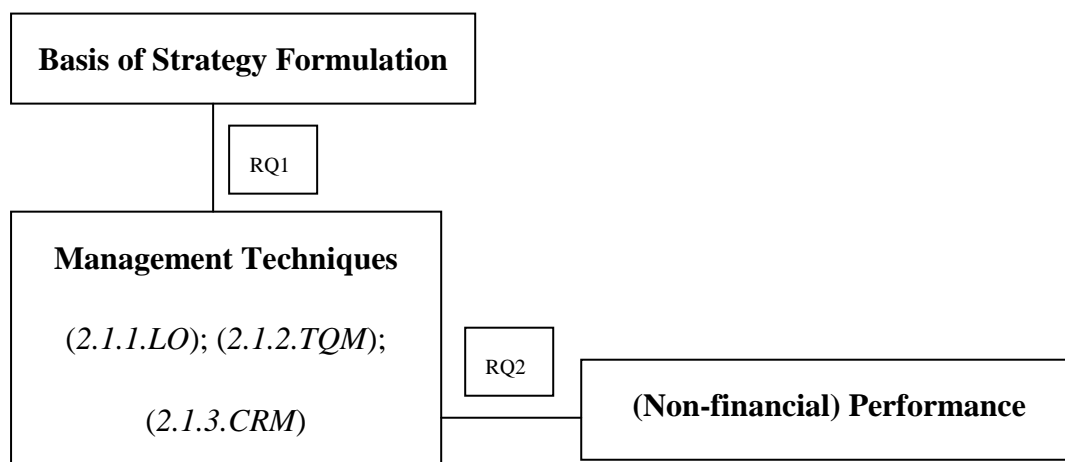 Basis of Strategy Formulation
RQ1
Management Techniques
(2.1.1.LO); (2.1.2.TQM);
(2.1.3.CRM)
RQ2
(Non-financial) Performance